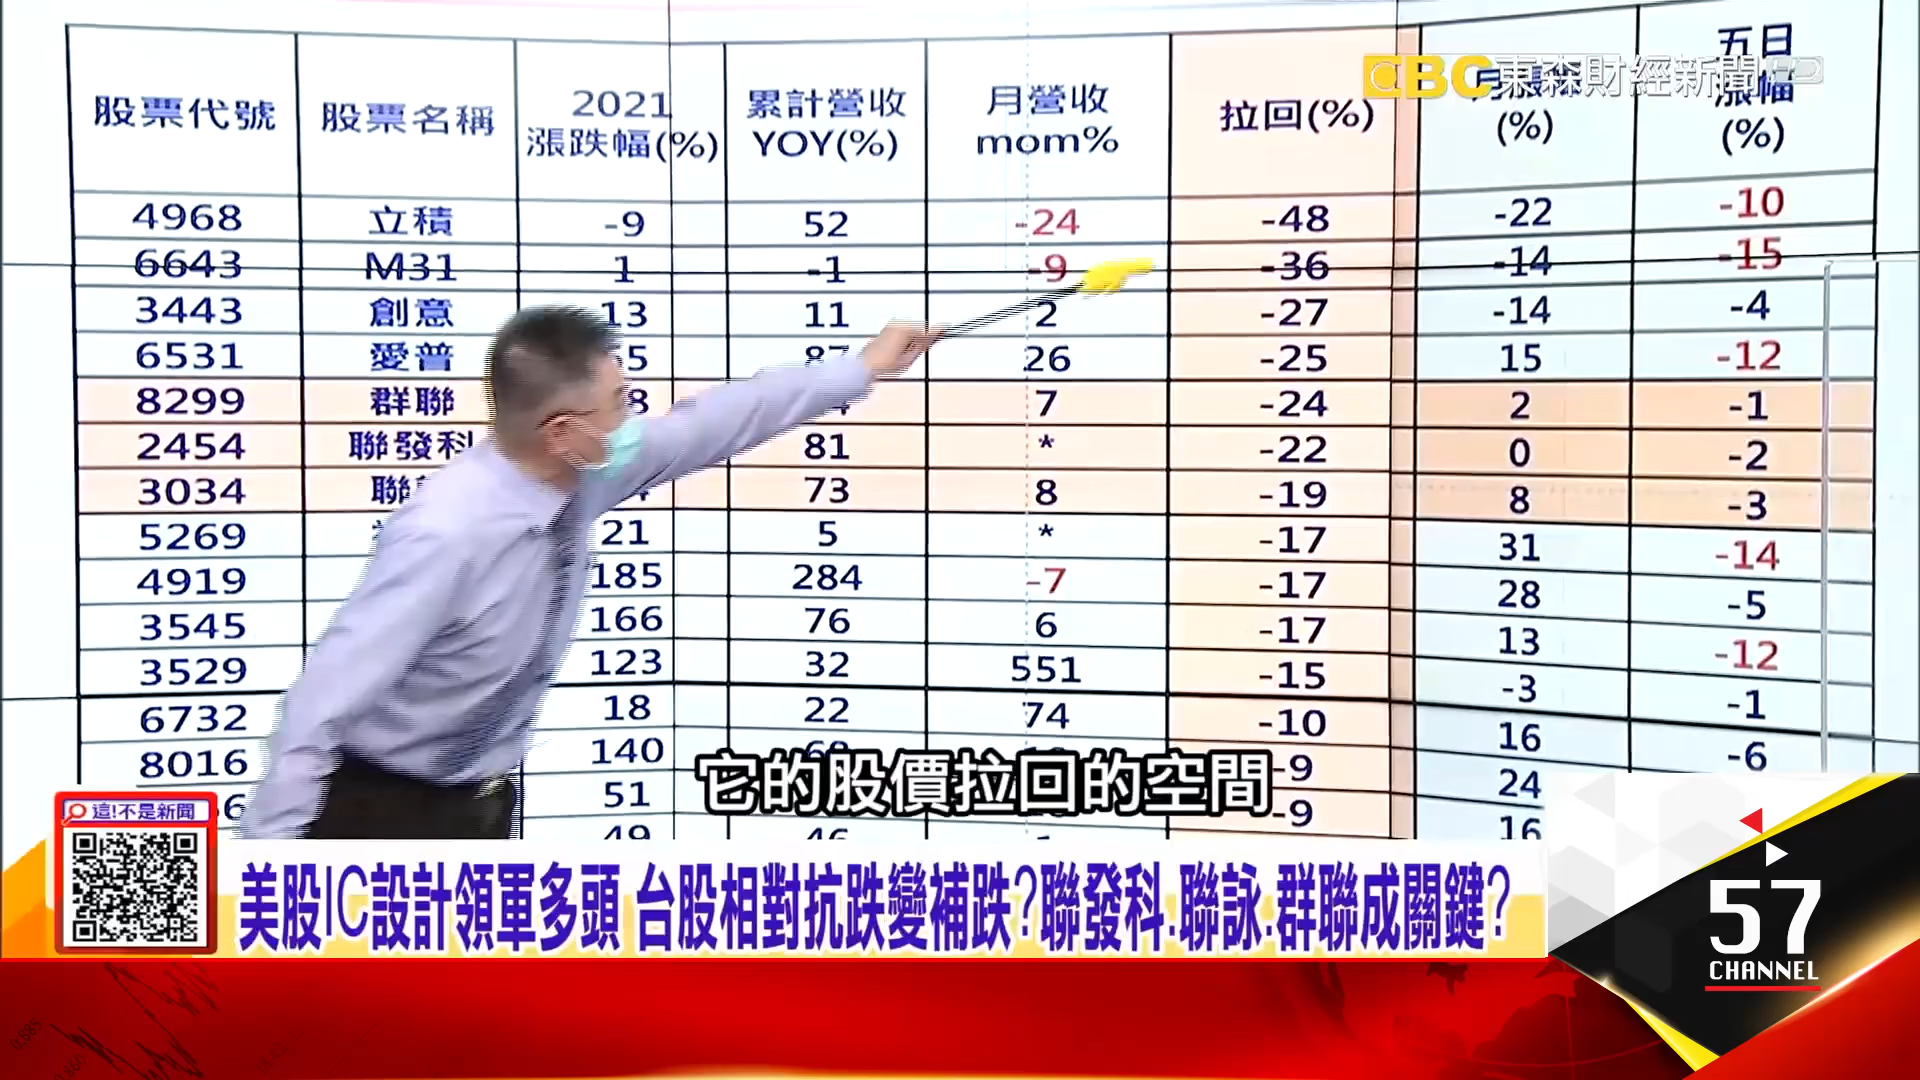 EBC 東森財經新聞 HD
股票代號 股票名稱 2021 漲跌幅(%) 累計營收 YOY(%) 月營收 mom% 拉回(%) (%) 五日 漲幅 (%)
4968 立積 -9 52 -24 -48 -22 -10
6643 M31 1 -1 -9 -36 -14 -15
3443 創意 13 11 2 -27 -14 -4
6531 愛普 5 87 26 -25 15 -12
8299 群聯 8 4 7 -24 2 -1
2454 聯發科 81 * -22 0 -2
3034 聯 73 8 -19 8 -3
5269 21 5 * -17 31 -14
4919 185 284 -7 -17 28 -5
3545 166 76 6 -17 13 -12
3529 123 32 551 -15 -3 -1
6732 18 22 74 -10 16 -6
8016 140 -9 24
51 -9 16
49 46
它的股價拉回的空間
這!不是新聞
美股IC設計領軍多頭 台股相對抗跌變補跌?聯發科.聯詠.群聯成關鍵?
57
CHANNEL